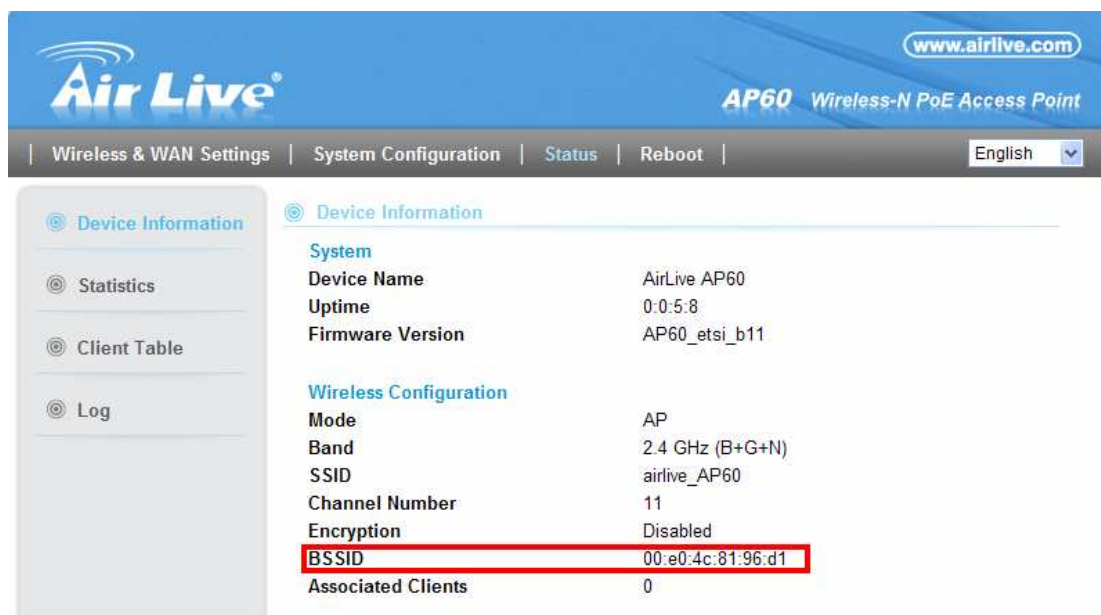 www.airlive.com
Air Live®
AP60 Wireless-N PoE Access Point
| Wireless & WAN Settings | System Configuration | Status | Reboot | English
Device Information
Statistics
Client Table
Log
Device Information
System
Device Name AirLive AP60
Uptime 0:0:5:8
Firmware Version AP60_etsi_b11
Wireless Configuration
Mode AP
Band 2.4 GHz (B+G+N)
SSID airlive_AP60
Channel Number 11
Encryption Disabled
BSSID 00:e0:4c:81:96:d1
Associated Clients 0